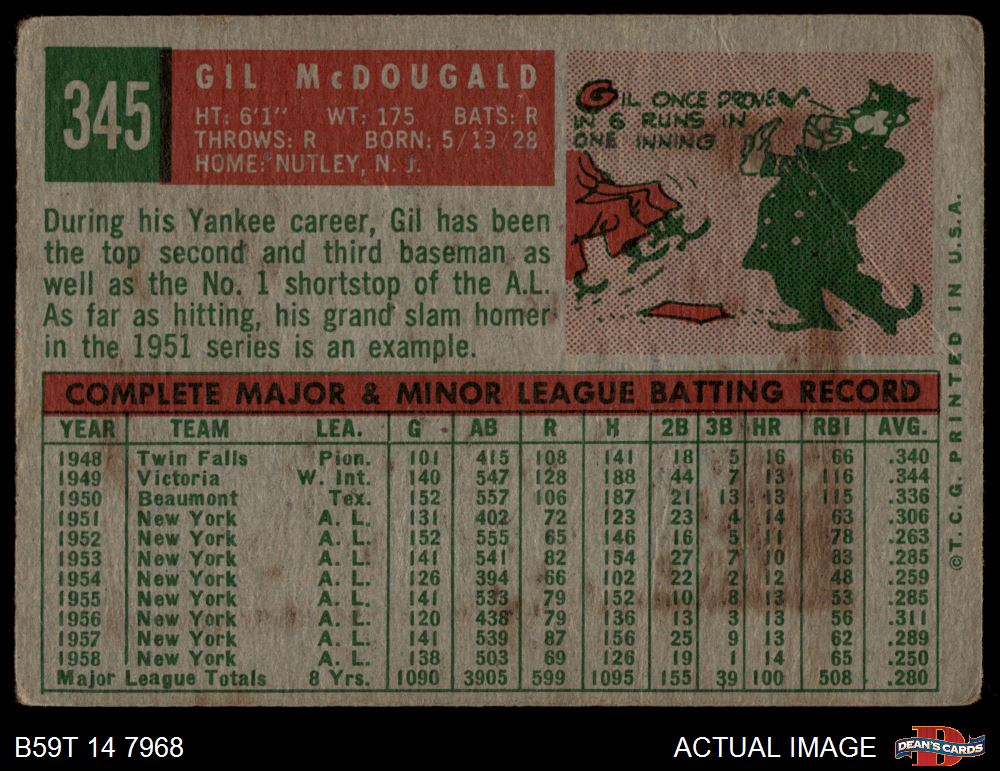 345
GIL McDOUGALD
HT: 6'1" WT: 175 BATS: R
THROWS: R BORN: 5/19/28
HOME: NUTLEY, N. J.
GIL ONCE DROVE
IN 6 RUNS IN
ONE INNING
During his Yankee career, Gil has been
the top second and third baseman as
well as the No. 1 shortstop of the A.L.
As far as hitting, his grand slam homer
in the 1951 series is an example.
COMPLETE MAJOR & MINOR LEAGUE BATTING RECORD
YEAR TEAM LEA. G AB R H 2B 3B HR RBI AVG.
1948 Twin Falls Pion. 101 415 108 141 18 5 16 66 .340
1949 Victoria W. Int. 140 547 128 188 44 7 13 116 .344
1950 Beaumont Tex. 152 557 106 187 21 13 13 115 .336
1951 New York A. L. 131 402 72 123 23 4 14 63 .306
1952 New York A. L. 152 555 65 146 16 5 11 78 .263
1953 New York A. L. 141 541 82 154 27 7 10 83 .285
1954 New York A. L. 126 394 66 102 22 2 12 48 .259
1955 New York A. L. 141 533 79 152 10 8 13 53 .285
1956 New York A. L. 120 438 79 136 13 3 13 56 .311
1957 New York A. L. 141 539 87 156 25 9 13 62 .289
1958 New York A. L. 138 503 69 126 19 1 14 65 .250
Major League Totals 8 Yrs. 1090 3905 599 1095 155 39 100 508 .280
©T.C.G. PRINTED IN U.S.A.
B59T 14 7968
ACTUAL IMAGE
DEAN'S CARDS